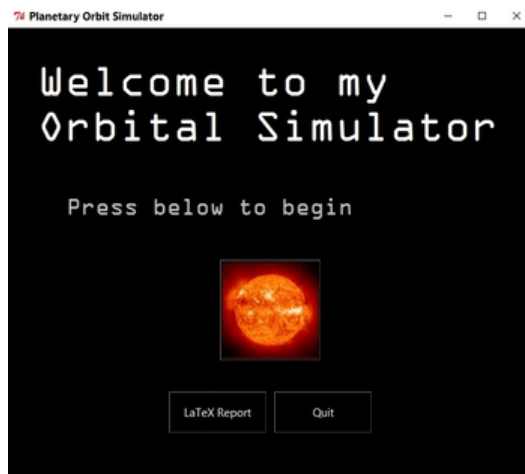 Planetary Orbit Simulator
Welcome to my
Orbital Simulator
Press below to begin
LaTeX Report
Quit